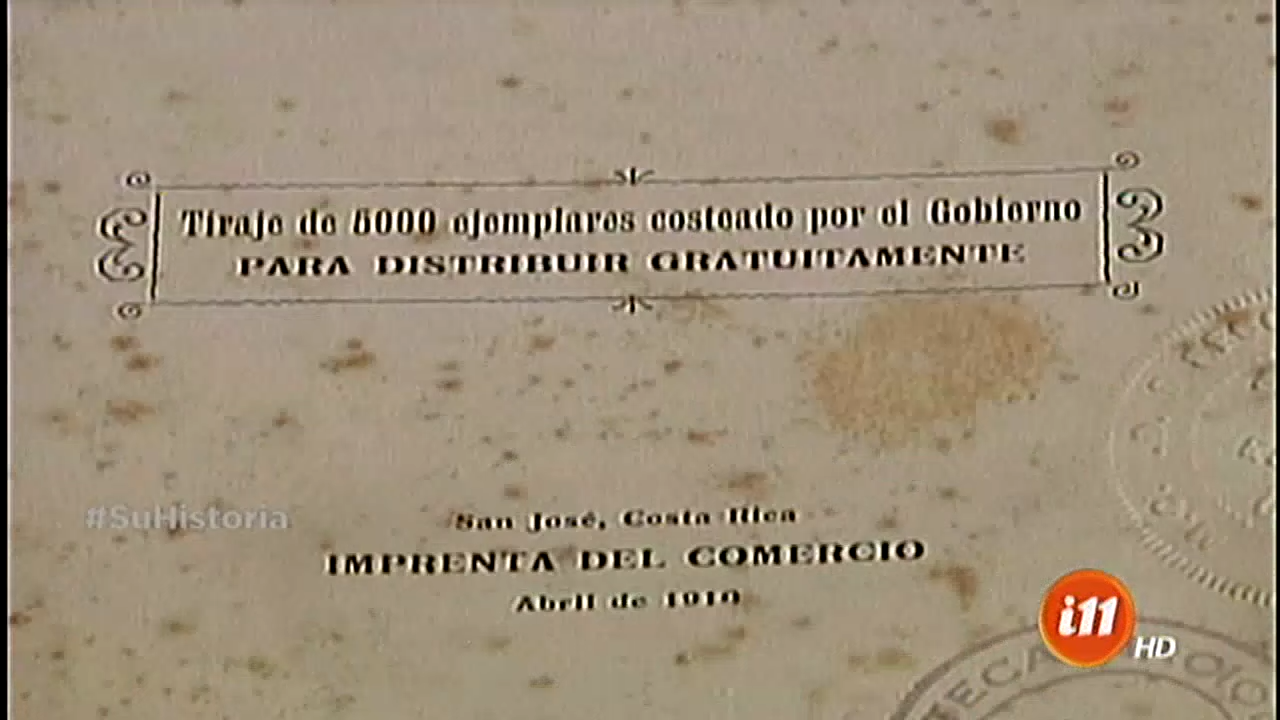 Tiraje de 5000 ejemplares costeado por el Gobierno
PARA DISTRIBUIR GRATUITAMENTE
#SuHistoria
San José, Costa Rica
IMPRENTA DEL COMERCIO
Abril de 1910
i11
HD